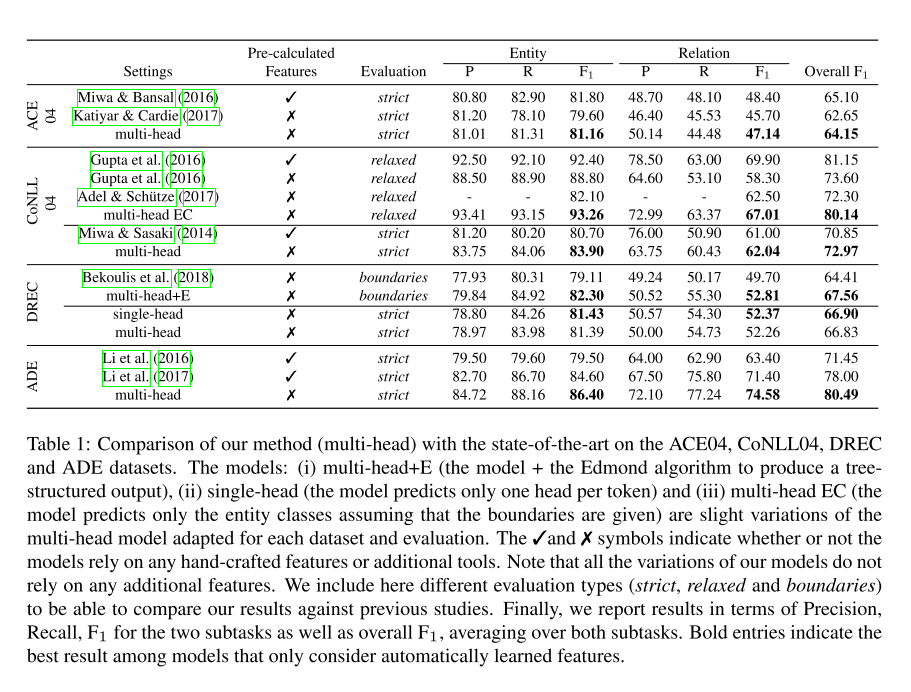 Pre-calculated Entity Relation
Settings Features Evaluation P R F₁ P R F₁ Overall F₁
ACE 04
Miwa & Bansal (2016) ✓ strict 80.80 82.90 81.80 48.70 48.10 48.40 65.10
Katiyar & Cardie (2017) ✗ strict 81.20 78.10 79.60 46.40 45.53 45.70 62.65
multi-head ✗ strict 81.01 81.31 81.16 50.14 44.48 47.14 64.15
CoNLL 04
Gupta et al. (2016) ✓ relaxed 92.50 92.10 92.40 78.50 63.00 69.90 81.15
Gupta et al. (2016) ✗ relaxed 88.50 88.90 88.80 64.60 53.10 58.30 73.60
Adel & Schütze (2017) ✗ relaxed - - 82.10 - - 62.50 72.30
multi-head EC ✗ relaxed 93.41 93.15 93.26 72.99 63.37 67.01 80.14
Miwa & Sasaki (2014) ✓ strict 81.20 80.20 80.70 76.00 50.90 61.00 70.85
multi-head ✗ strict 83.75 84.06 83.90 63.75 60.43 62.04 72.97
DREC
Bekoulis et al. (2018) ✗ boundaries 77.93 80.31 79.11 49.24 50.17 49.70 64.41
multi-head+E ✗ boundaries 79.84 84.92 82.30 50.52 55.30 52.81 67.56
single-head ✗ strict 78.80 84.26 81.43 50.57 54.30 52.37 66.90
multi-head ✗ strict 78.97 83.98 81.39 50.00 54.73 52.26 66.83
ADE
Li et al. (2016) ✓ strict 79.50 79.60 79.50 64.00 62.90 63.40 71.45
Li et al. (2017) ✓ strict 82.70 86.70 84.60 67.50 75.80 71.40 78.00
multi-head ✗ strict 84.72 88.16 86.40 72.10 77.24 74.58 80.49
Table 1: Comparison of our method (multi-head) with the state-of-the-art on the ACE04, CoNLL04, DREC
and ADE datasets. The models: (i) multi-head+E (the model + the Edmond algorithm to produce a tree-
structured output), (ii) single-head (the model predicts only one head per token) and (iii) multi-head EC (the
model predicts only the entity classes assuming that the boundaries are given) are slight variations of the
multi-head model adapted for each dataset and evaluation. The ✓and ✗ symbols indicate whether or not the
models rely on any hand-crafted features or additional tools. Note that all the variations of our models do not
rely on any additional features. We include here different evaluation types (strict, relaxed and boundaries)
to be able to compare our results against previous studies. Finally, we report results in terms of Precision,
Recall, F₁ for the two subtasks as well as overall F₁, averaging over both subtasks. Bold entries indicate the
best result among models that only consider automatically learned features.